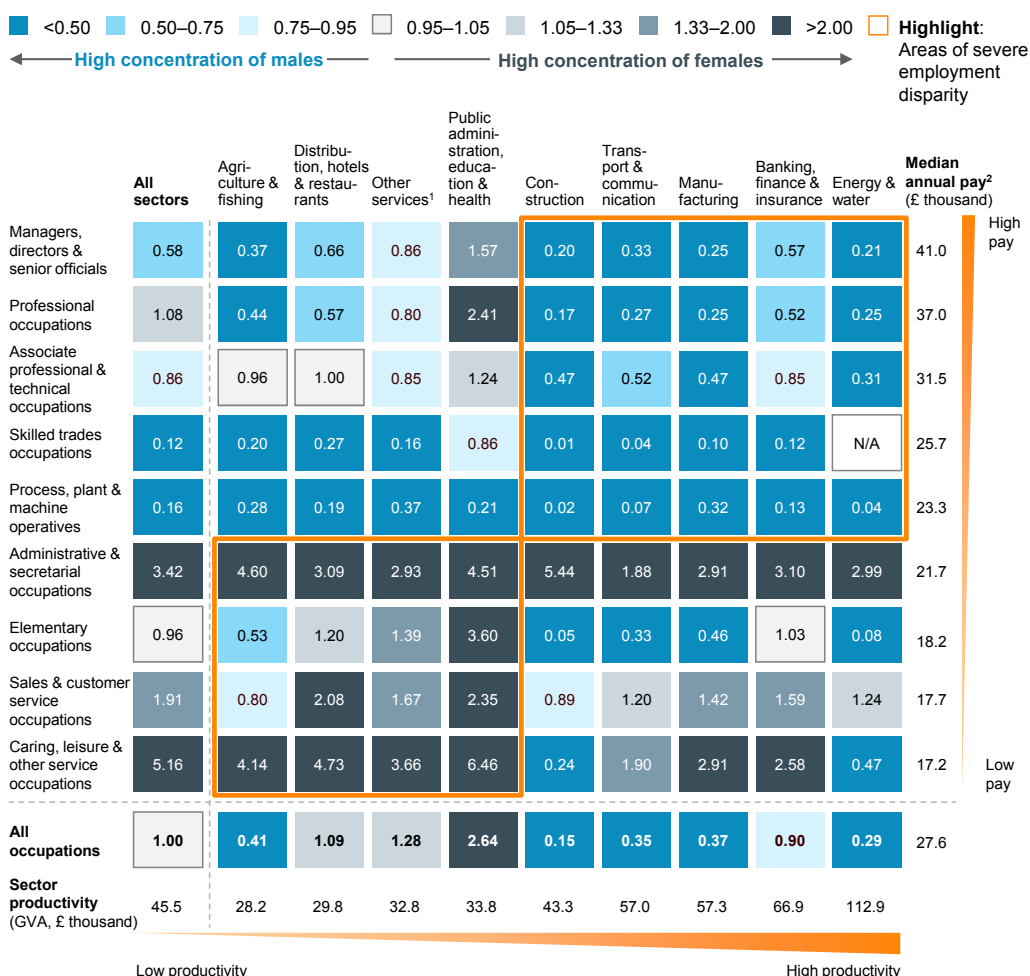 <0.50 0.50–0.75 0.75–0.95 0.95–1.05 1.05–1.33 1.33–2.00 >2.00 Highlight:
Areas of severe
employment
disparity
High concentration of males High concentration of females
All
sectors
Agri-
culture &
fishing
Distribu-
tion, hotels
& restau-
rants
Other
services1
Public
admini-
stration,
educa-
tion &
health
Con-
struction
Trans-
port &
commu-
nication
Manu-
facturing
Banking,
finance &
insurance
Energy &
water
Median
annual pay2
(£ thousand)
High
pay
Managers,
directors &
senior officials
0.58 0.37 0.66 0.86 1.57 0.20 0.33 0.25 0.57 0.21 41.0
Professional
occupations
1.08 0.44 0.57 0.80 2.41 0.17 0.27 0.25 0.52 0.25 37.0
Associate
professional &
technical
occupations
0.86 0.96 1.00 0.85 1.24 0.47 0.52 0.47 0.85 0.31 31.5
Skilled trades
occupations
0.12 0.20 0.27 0.16 0.86 0.01 0.04 0.10 0.12 N/A 25.7
Process, plant &
machine
operatives
0.16 0.28 0.19 0.37 0.21 0.02 0.07 0.32 0.13 0.04 23.3
Administrative &
secretarial
occupations
3.42 4.60 3.09 2.93 4.51 5.44 1.88 2.91 3.10 2.99 21.7
Elementary
occupations
0.96 0.53 1.20 1.39 3.60 0.05 0.33 0.46 1.03 0.08 18.2
Sales & customer
service
occupations
1.91 0.80 2.08 1.67 2.35 0.89 1.20 1.42 1.59 1.24 17.7
Caring, leisure &
other service
occupations
5.16 4.14 4.73 3.66 6.46 0.24 1.90 2.91 2.58 0.47 17.2
Low
pay
All
occupations
1.00 0.41 1.09 1.28 2.64 0.15 0.35 0.37 0.90 0.29 27.6
Sector
productivity
(GVA, £ thousand)
45.5 28.2 29.8 32.8 33.8 43.3 57.0 57.3 66.9 112.9
Low productivity High productivity